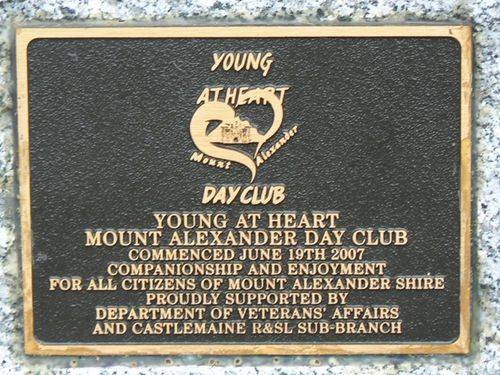 YOUNG
AT HEART
Mount Alexander
DAY CLUB
YOUNG AT HEART
MOUNT ALEXANDER DAY CLUB
COMMENCED JUNE 19TH 2007
COMPANIONSHIP AND ENJOYMENT
FOR ALL CITIZENS OF MOUNT ALEXANDER SHIRE
PROUDLY SUPPORTED BY
DEPARTMENT OF VETERANS' AFFAIRS
AND CASTLEMAINE R&SL SUB-BRANCH